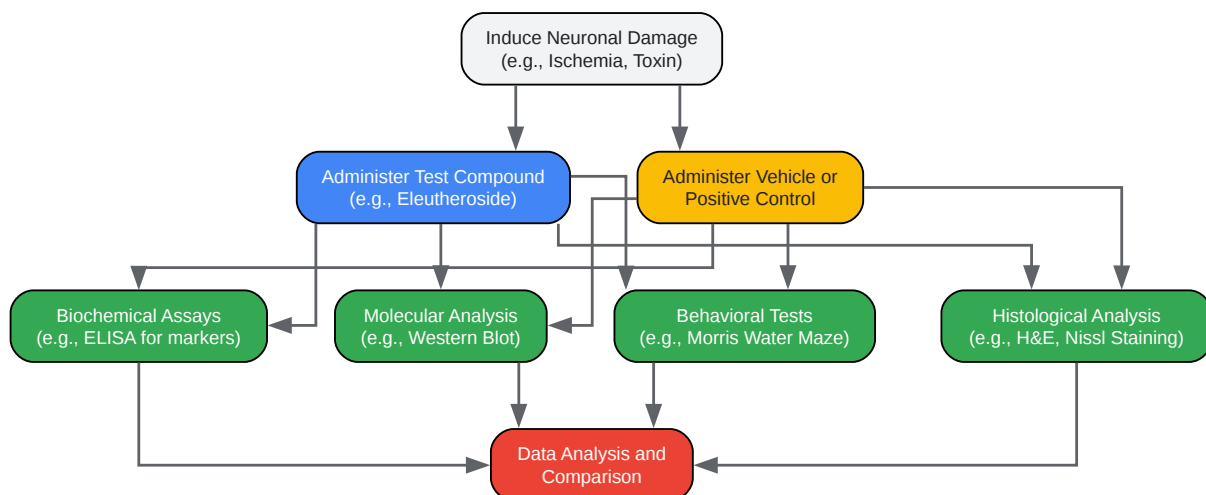 Induce Neuronal Damage
(e.g., Ischemia, Toxin)
Administer Test Compound
(e.g., Eleutheroside)
Administer Vehicle or
Positive Control
Biochemical Assays
(e.g., ELISA for markers)
Molecular Analysis
(e.g., Western Blot)
Behavioral Tests
(e.g., Morris Water Maze)
Histological Analysis
(e.g., H&E, Nissl Staining)
Data Analysis and
Comparison